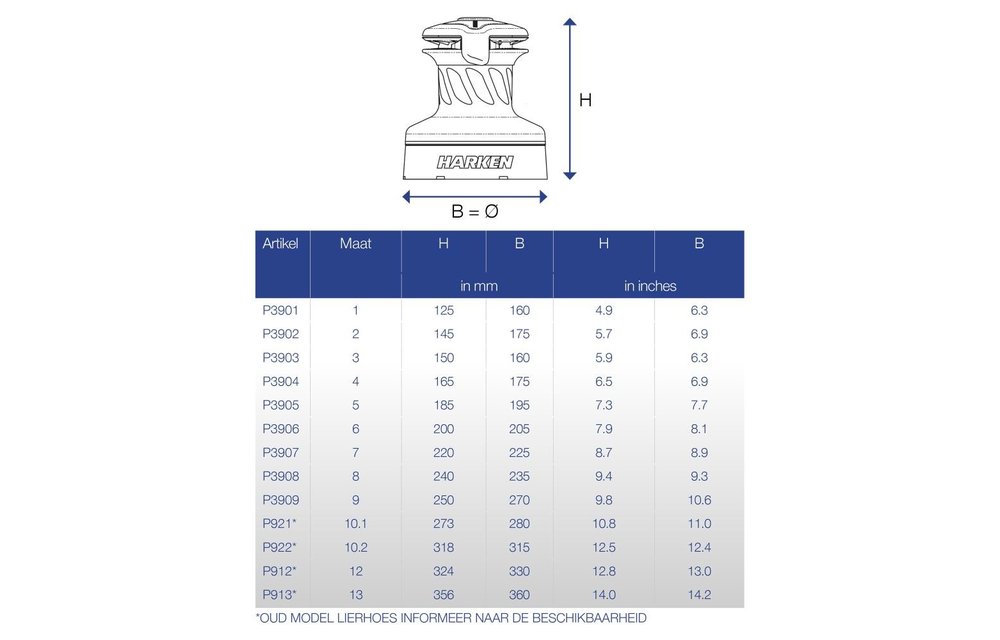 H
HARKEN
B = Ø
Artikel Maat H B H B
in mm in inches
P3901 1 125 160 4.9 6.3
P3902 2 145 175 5.7 6.9
P3903 3 150 160 5.9 6.3
P3904 4 165 175 6.5 6.9
P3905 5 185 195 7.3 7.7
P3906 6 200 205 7.9 8.1
P3907 7 220 225 8.7 8.9
P3908 8 240 235 9.4 9.3
P3909 9 250 270 9.8 10.6
P921* 10.1 273 280 10.8 11.0
P922* 10.2 318 315 12.5 12.4
P912* 12 324 330 12.8 13.0
P913* 13 356 360 14.0 14.2
*OUD MODEL LIERHOES INFORMEER NAAR DE BESCHIKBAARHEID